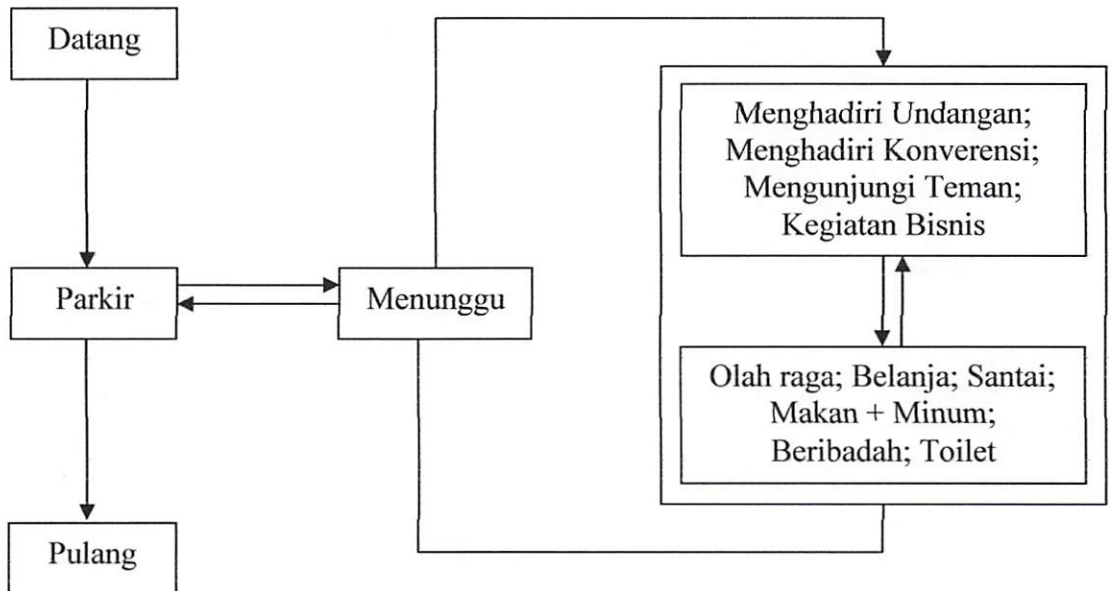 Datang
Menghadiri Undangan;
Menghadiri Konverensi;
Mengunjungi Teman;
Kegiatan Bisnis
Parkir
Menunggu
Olah raga; Belanja; Santai;
Makan + Minum;
Beribadah; Toilet
Pulang